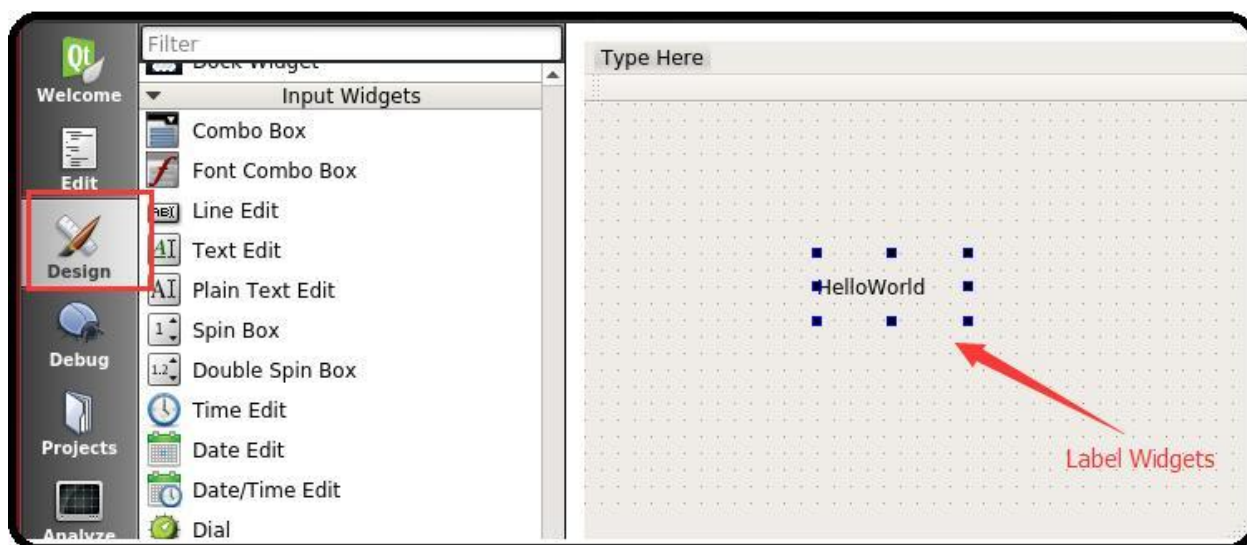 Qt
Welcome
Edit
Design
Debug
Projects
Analyze
Filter
Dock Widget
Input Widgets
Combo Box
Font Combo Box
Line Edit
Text Edit
Plain Text Edit
Spin Box
Double Spin Box
Time Edit
Date Edit
Date/Time Edit
Dial
Type Here
HelloWorld
Label Widgets